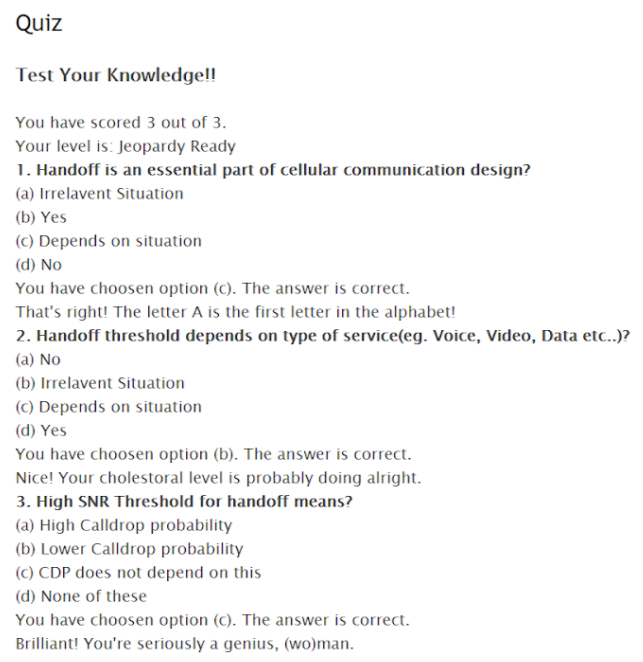 Quiz
Test Your Knowledge!!
You have scored 3 out of 3.
Your level is: Jeopardy Ready
1. Handoff is an essential part of cellular communication design?
(a) Irrelavent Situation
(b) Yes
(c) Depends on situation
(d) No
You have choosen option (c). The answer is correct.
That's right! The letter A is the first letter in the alphabet!
2. Handoff threshold depends on type of service(eg. Voice, Video, Data etc..)?
(a) No
(b) Irrelavent Situation
(c) Depends on situation
(d) Yes
You have choosen option (b). The answer is correct.
Nice! Your cholestoral level is probably doing alright.
3. High SNR Threshold for handoff means?
(a) High Calldrop probability
(b) Lower Calldrop probability
(c) CDP does not depend on this
(d) None of these
You have choosen option (c). The answer is correct.
Brilliant! You're seriously a genius, (wo)man.